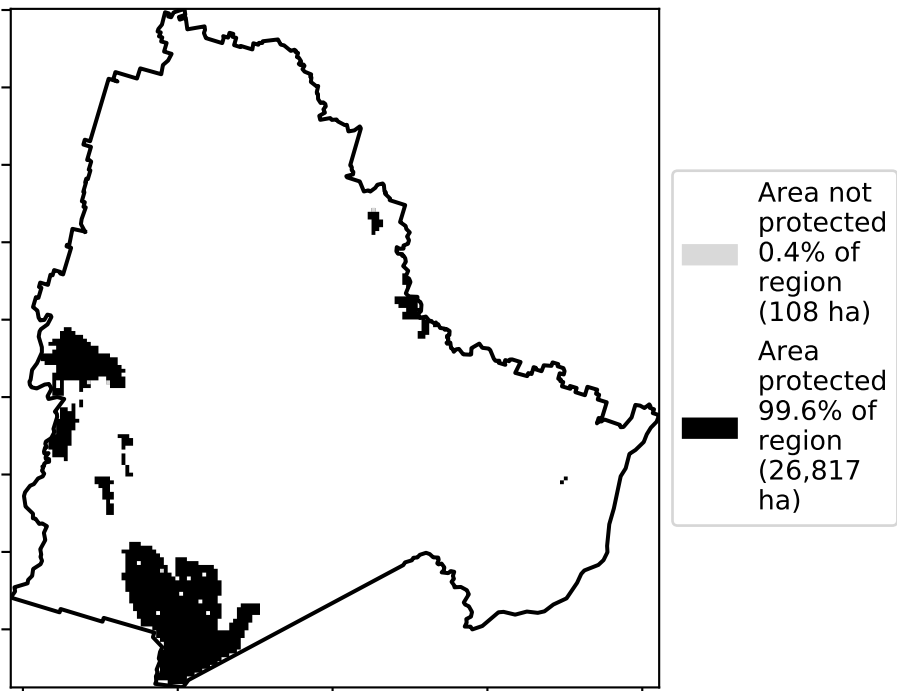 Area not
protected
0.4% of
region
(108 ha)
Area
protected
99.6% of
region
(26,817
ha)